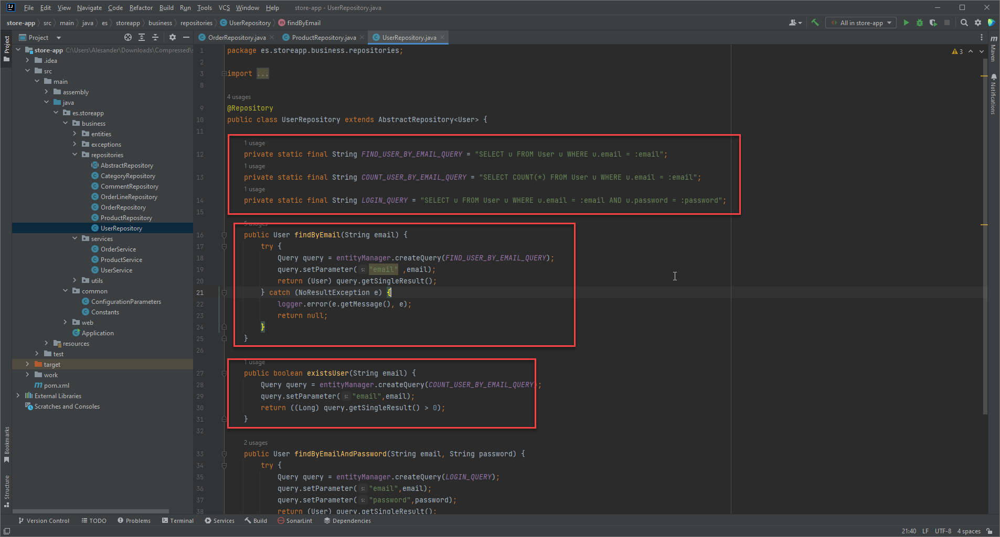 File Edit View Navigate Code Refactor Build Run Tools VCS Window Help store-app - UserRepository.java
store-app src main java es storeapp business repositories UserRepository findByEmail
All in store-app
Project
OrderRepository.java ProductRepository.java UserRepository.java
Project
store-app C:\Users\Alesander\Downloads\Compressed\
.idea
src
main
assembly
java
es.storeapp
business
entities
exceptions
repositories
AbstractRepository
CategoryRepository
CommentRepository
OrderLineRepository
OrderRepository
ProductRepository
UserRepository
services
OrderService
ProductService
UserService
utils
common
ConfigurationParameters
Constants
web
Application
resources
test
target
work
pom.xml
External Libraries
Scratches and Consoles
Bookmarks
Structure
1 package es.storeapp.business.repositories;
2
3 import ...
8
4 usages
9 @Repository
10 public class UserRepository extends AbstractRepository<User> {
11
1 usage
12 private static final String FIND_USER_BY_EMAIL_QUERY = "SELECT u FROM User u WHERE u.email = :email";
1 usage
13 private static final String COUNT_USER_BY_EMAIL_QUERY = "SELECT COUNT(*) FROM User u WHERE u.email = :email";
1 usage
14 private static final String LOGIN_QUERY = "SELECT u FROM User u WHERE u.email = :email AND u.password = :password";
15
5 usages
16 public User findByEmail(String email) {
17 try {
18 Query query = entityManager.createQuery(FIND_USER_BY_EMAIL_QUERY);
19 query.setParameter( s: "email" ,email);
20 return (User) query.getSingleResult();
21 } catch (NoResultException e) {
22 logger.error(e.getMessage(), e);
23 return null;
24 }
25 }
26
1 usage
27 public boolean existsUser(String email) {
28 Query query = entityManager.createQuery(COUNT_USER_BY_EMAIL_QUERY);
29 query.setParameter( s: "email",email);
30 return ((Long) query.getSingleResult() > 0);
31 }
32
2 usages
33 public User findByEmailAndPassword(String email, String password) {
34 try {
35 Query query = entityManager.createQuery(LOGIN_QUERY);
36 query.setParameter( s: "email",email);
37 query.setParameter( s: "password",password);
38 return (User) query.getSingleResult();
3
m
Maven
Notifications
Version Control TODO Problems Terminal Services Build SonarLint Dependencies
21:40 LF UTF-8 4 spaces